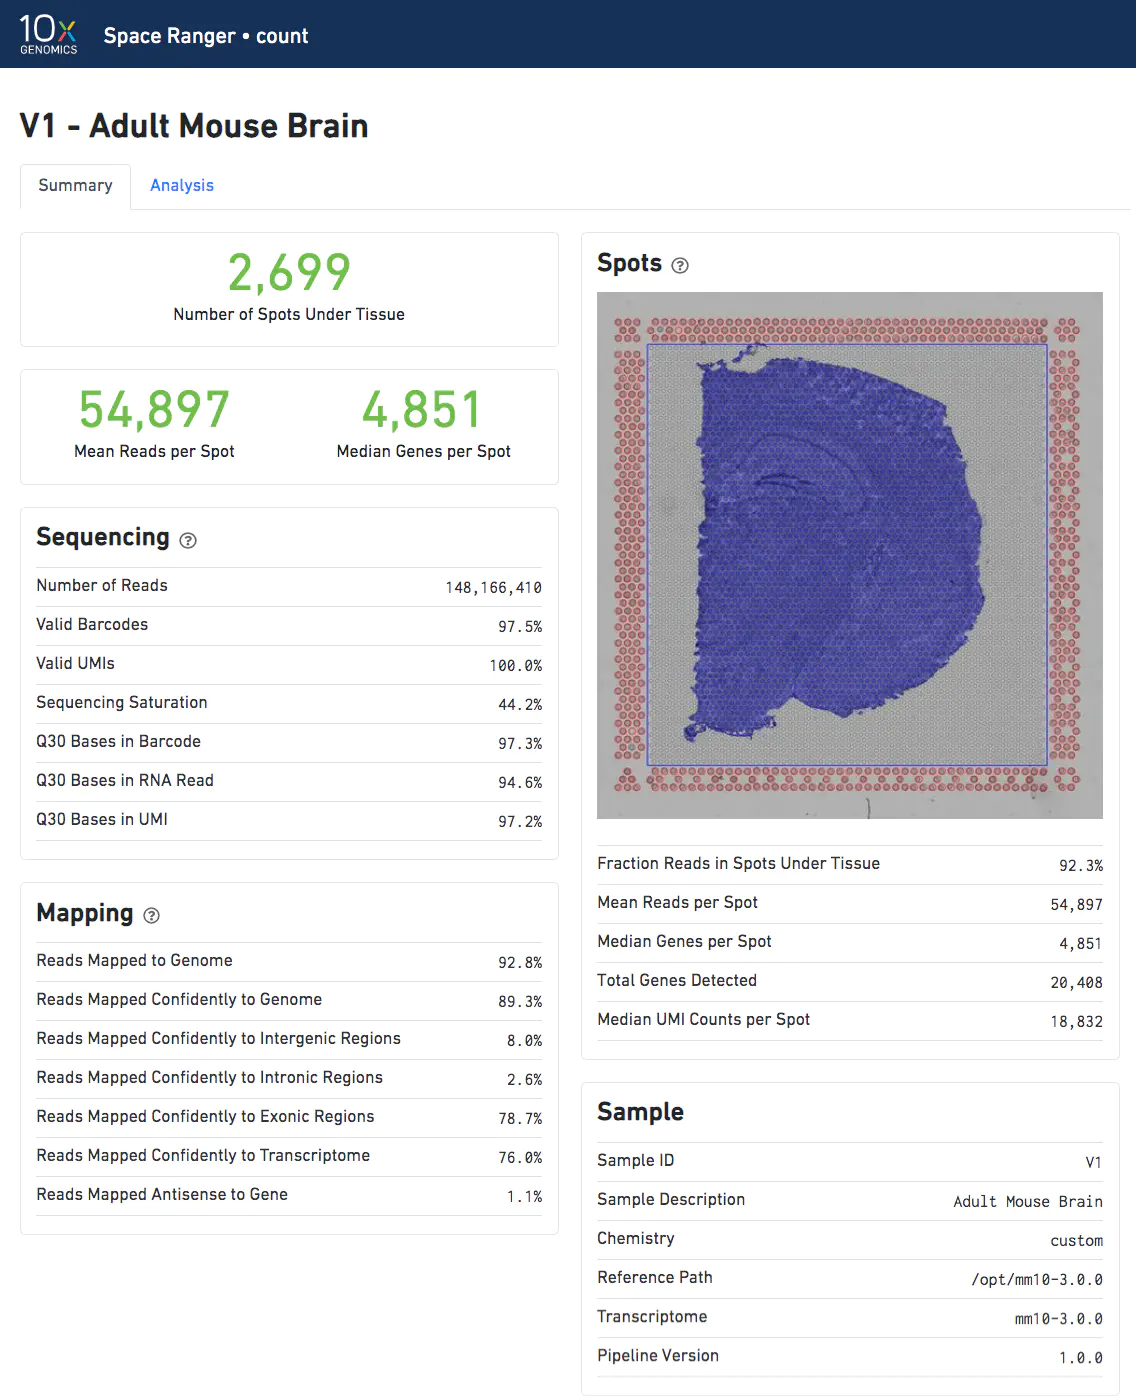 10x
GENOMICS
Space Ranger • count
V1 - Adult Mouse Brain
Summary
Analysis
2,699
Number of Spots Under Tissue
54,897
Mean Reads per Spot
4,851
Median Genes per Spot
Sequencing ?
Number of Reads 148,166,410
Valid Barcodes 97.5%
Valid UMIs 100.0%
Sequencing Saturation 44.2%
Q30 Bases in Barcode 97.3%
Q30 Bases in RNA Read 94.6%
Q30 Bases in UMI 97.2%
Mapping ?
Reads Mapped to Genome 92.8%
Reads Mapped Confidently to Genome 89.3%
Reads Mapped Confidently to Intergenic Regions 8.0%
Reads Mapped Confidently to Intronic Regions 2.6%
Reads Mapped Confidently to Exonic Regions 78.7%
Reads Mapped Confidently to Transcriptome 76.0%
Reads Mapped Antisense to Gene 1.1%
Spots ?
Fraction Reads in Spots Under Tissue 92.3%
Mean Reads per Spot 54,897
Median Genes per Spot 4,851
Total Genes Detected 20,408
Median UMI Counts per Spot 18,832
Sample
Sample ID V1
Sample Description Adult Mouse Brain
Chemistry custom
Reference Path /opt/mm10-3.0.0
Transcriptome mm10-3.0.0
Pipeline Version 1.0.0